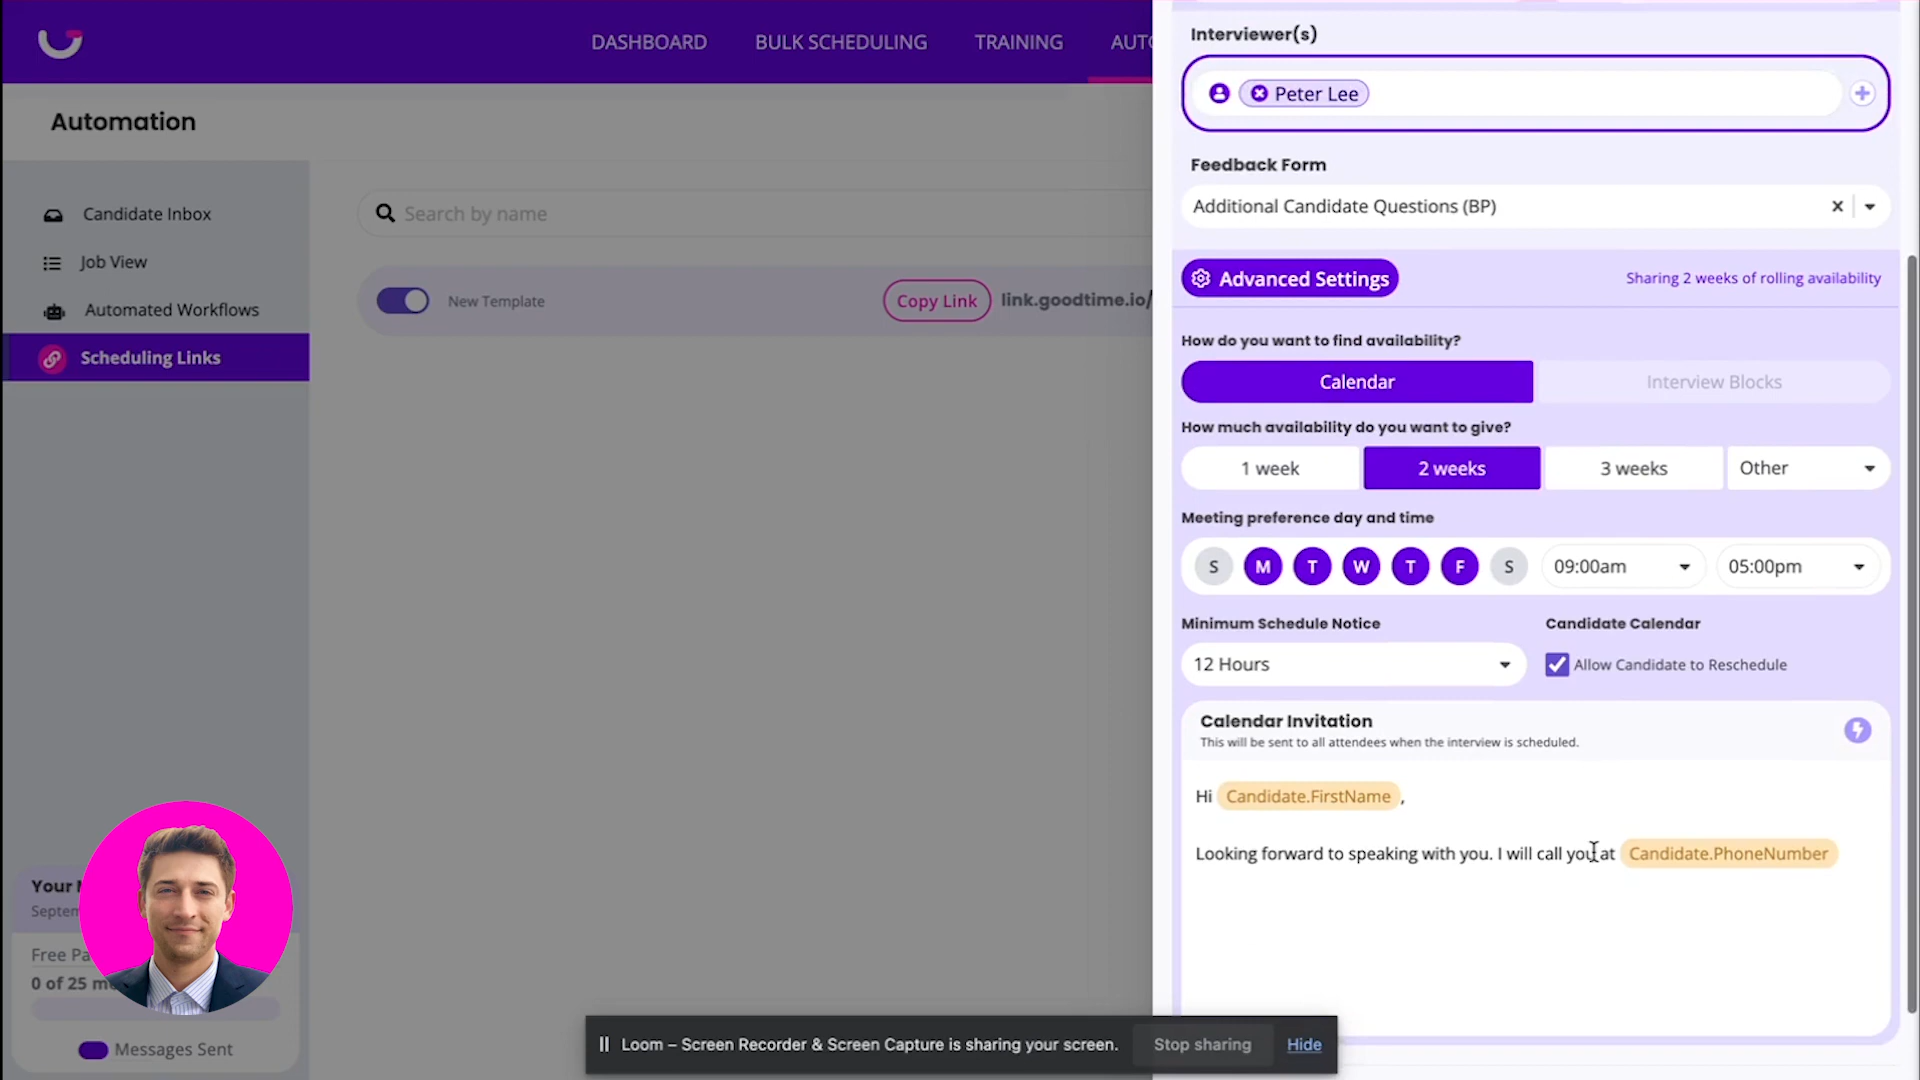 DASHBOARD BULK SCHEDULING TRAINING
Automation
Candidate Inbox
Job View
Automated Workflows
Scheduling Links
Search by name
New Template Copy Link link.goodtime.io/
Your
Septem
Free Pa
0 of 25 m
Messages Sent
Interviewer(s)
Peter Lee
Feedback Form
Additional Candidate Questions (BP)
Advanced Settings Sharing 2 weeks of rolling availability
How do you want to find availability?
Calendar Interview Blocks
How much availability do you want to give?
1 week 2 weeks 3 weeks Other
Meeting preference day and time
S M T W T F S 09:00am 05:00pm
Minimum Schedule Notice Candidate Calendar
12 Hours Allow Candidate to Reschedule
Calendar Invitation
This will be sent to all attendees when the interview is scheduled.
Hi Candidate.FirstName ,
Looking forward to speaking with you. I will call you at Candidate.PhoneNumber
Loom – Screen Recorder & Screen Capture is sharing your screen. Stop sharing Hide